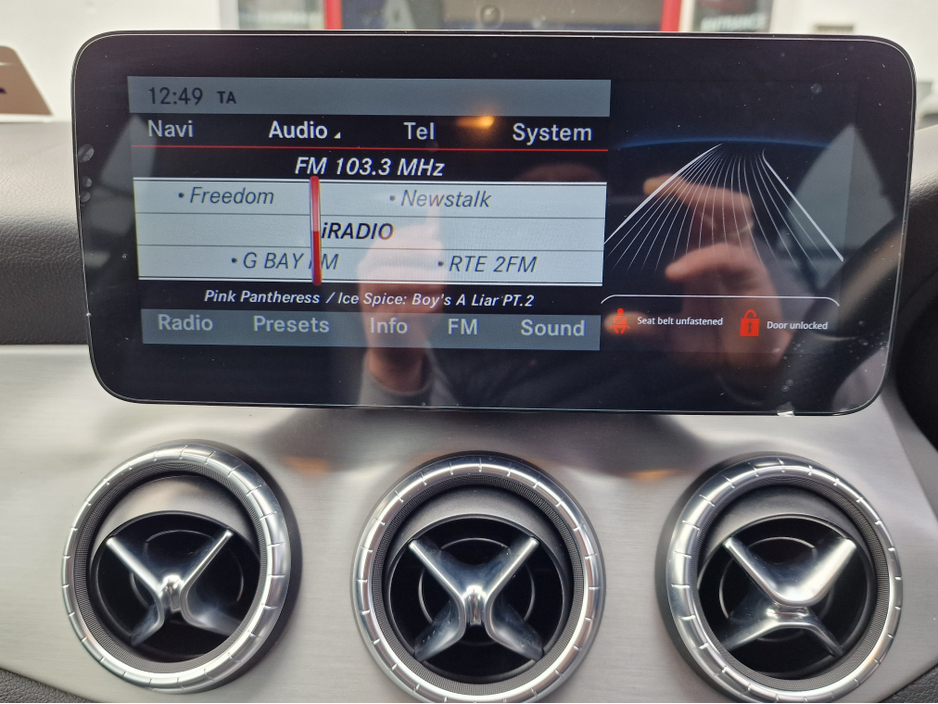 12:49 TA
Navi Audio Tel System
FM 103.3 MHz
• Freedom • Newstalk
iRADIO
• G BAY FM • RTE 2FM
Pink Pantheress / Ice Spice: Boy's A Liar PT.2
Radio Presets Info FM Sound
Seat belt unfastened Door unlocked
ENTRANCE